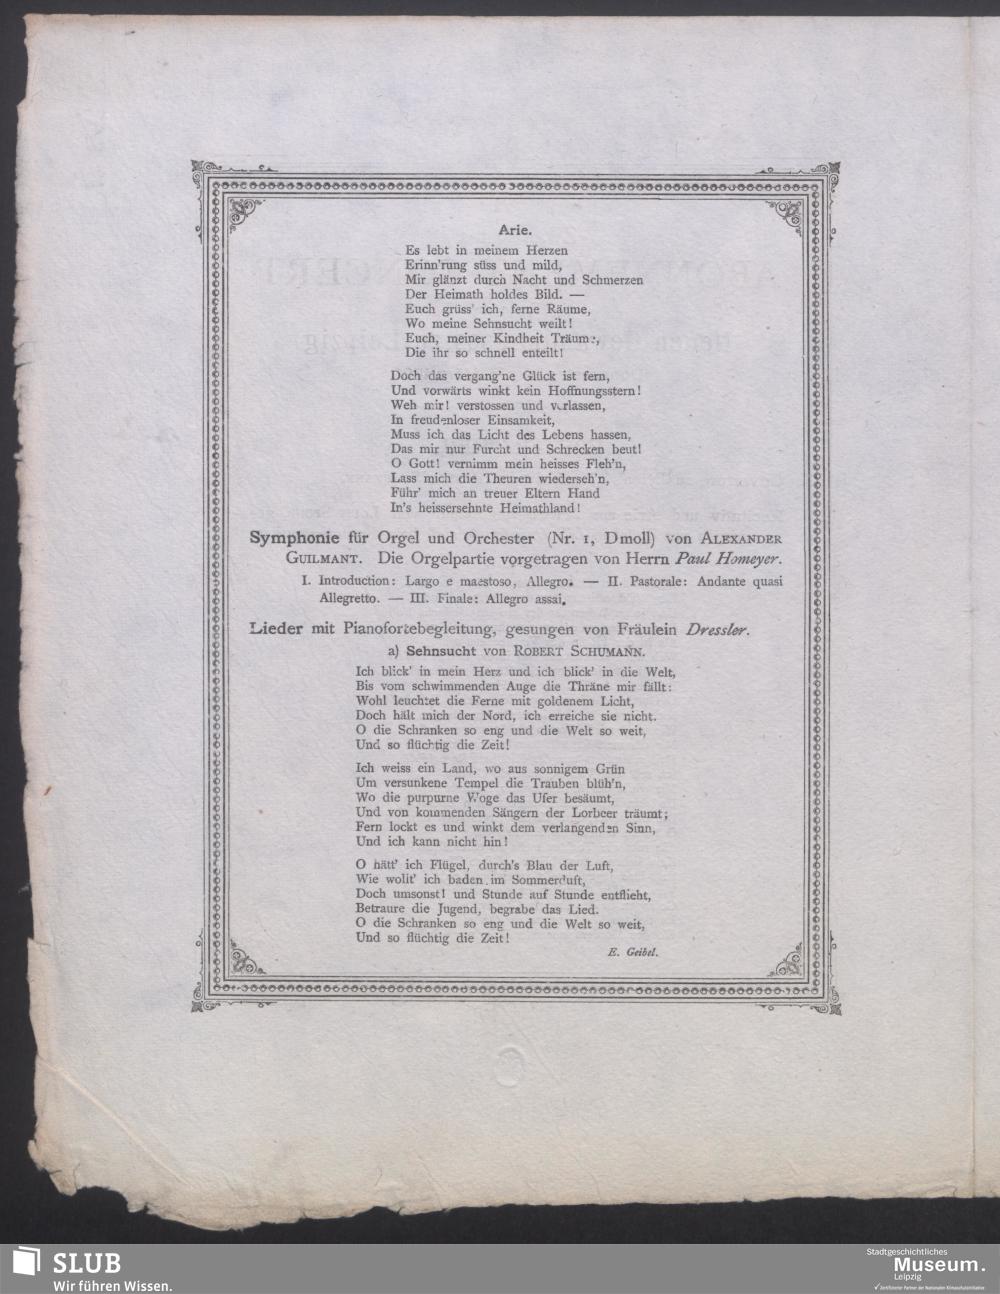 Arie.
Es lebt in meinem Herzen
Erinn'rung süss und mild,
Mir glänzt durch Nacht und Schmerzen
Der Heimath holdes Bild. —
Euch grüss' ich, ferne Räume,
Wo meine Sehnsucht weilt!
Euch, meiner Kindheit Träume,
Die ihr so schnell enteilt!
Doch das vergang'ne Glück ist fern,
Und vorwärts winkt kein Hoffnungsstern!
Weh mir! verstossen und verlassen,
In freudenloser Einsamkeit,
Muss ich das Licht des Lebens hassen,
Das mir nur Furcht und Schrecken beut!
O Gott! vernimm mein heisses Fleh'n,
Lass mich die Theuren wiederseh'n,
Führ' mich an treuer Eltern Hand
In's heissersehnte Heimathland!
Symphonie für Orgel und Orchester (Nr. 1, Dmoll) von ALEXANDER
GUILMANT. Die Orgelpartie vorgetragen von Herrn Paul Homeyer.
I. Introduction: Largo e maestoso, Allegro. — II. Pastorale: Andante quasi
Allegretto. — III. Finale: Allegro assai.
Lieder mit Pianofortebegleitung, gesungen von Fräulein Dressler.
a) Sehnsucht von ROBERT SCHUMANN.
Ich blick' in mein Herz und ich blick' in die Welt,
Bis vom schwimmenden Auge die Thräne mir fällt:
Wohl leuchtet die Ferne mit goldenem Licht,
Doch hält mich der Nord, ich erreiche sie nicht.
O die Schranken so eng und die Welt so weit,
Und so flüchtig die Zeit!
Ich weiss ein Land, wo aus sonnigem Grün
Um versunkene Tempel die Trauben blüh'n,
Wo die purpurne Woge das Ufer besäumt,
Und von kommenden Sängern der Lorbeer träumt;
Fern lockt es und winkt dem verlangenden Sinn,
Und ich kann nicht hin!
O hätt' ich Flügel, durch's Blau der Luft,
Wie wollt' ich baden im Sommerduft,
Doch umsonst! und Stunde auf Stunde entflieht,
Betraure die Jugend, begrabe das Lied.
O die Schranken so eng und die Welt so weit,
Und so flüchtig die Zeit!
E. Geibel.
SLUB
Wir führen Wissen.
Stadtgeschichtliches
Museum.
Leipzig
Zertifizierter Partner der Nationalen Klimaschutzinitiative